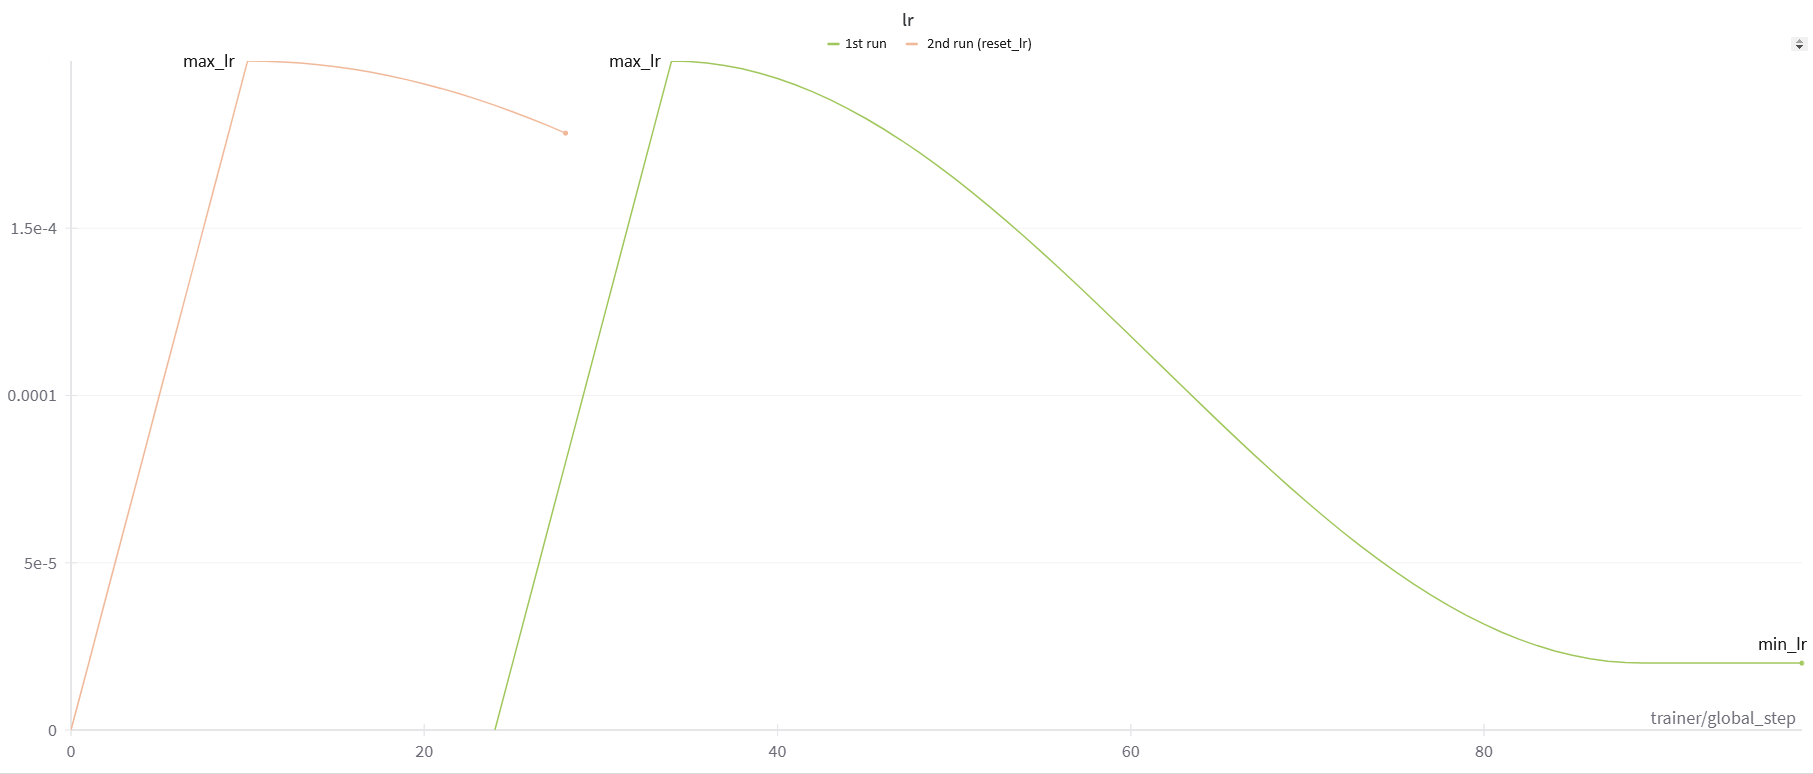 lr
1st run 2nd run (reset_lr)
max_lr max_lr
1.5e-4
0.0001
5e-5
min_lr
trainer/global_step
0
0 20 40 60 80